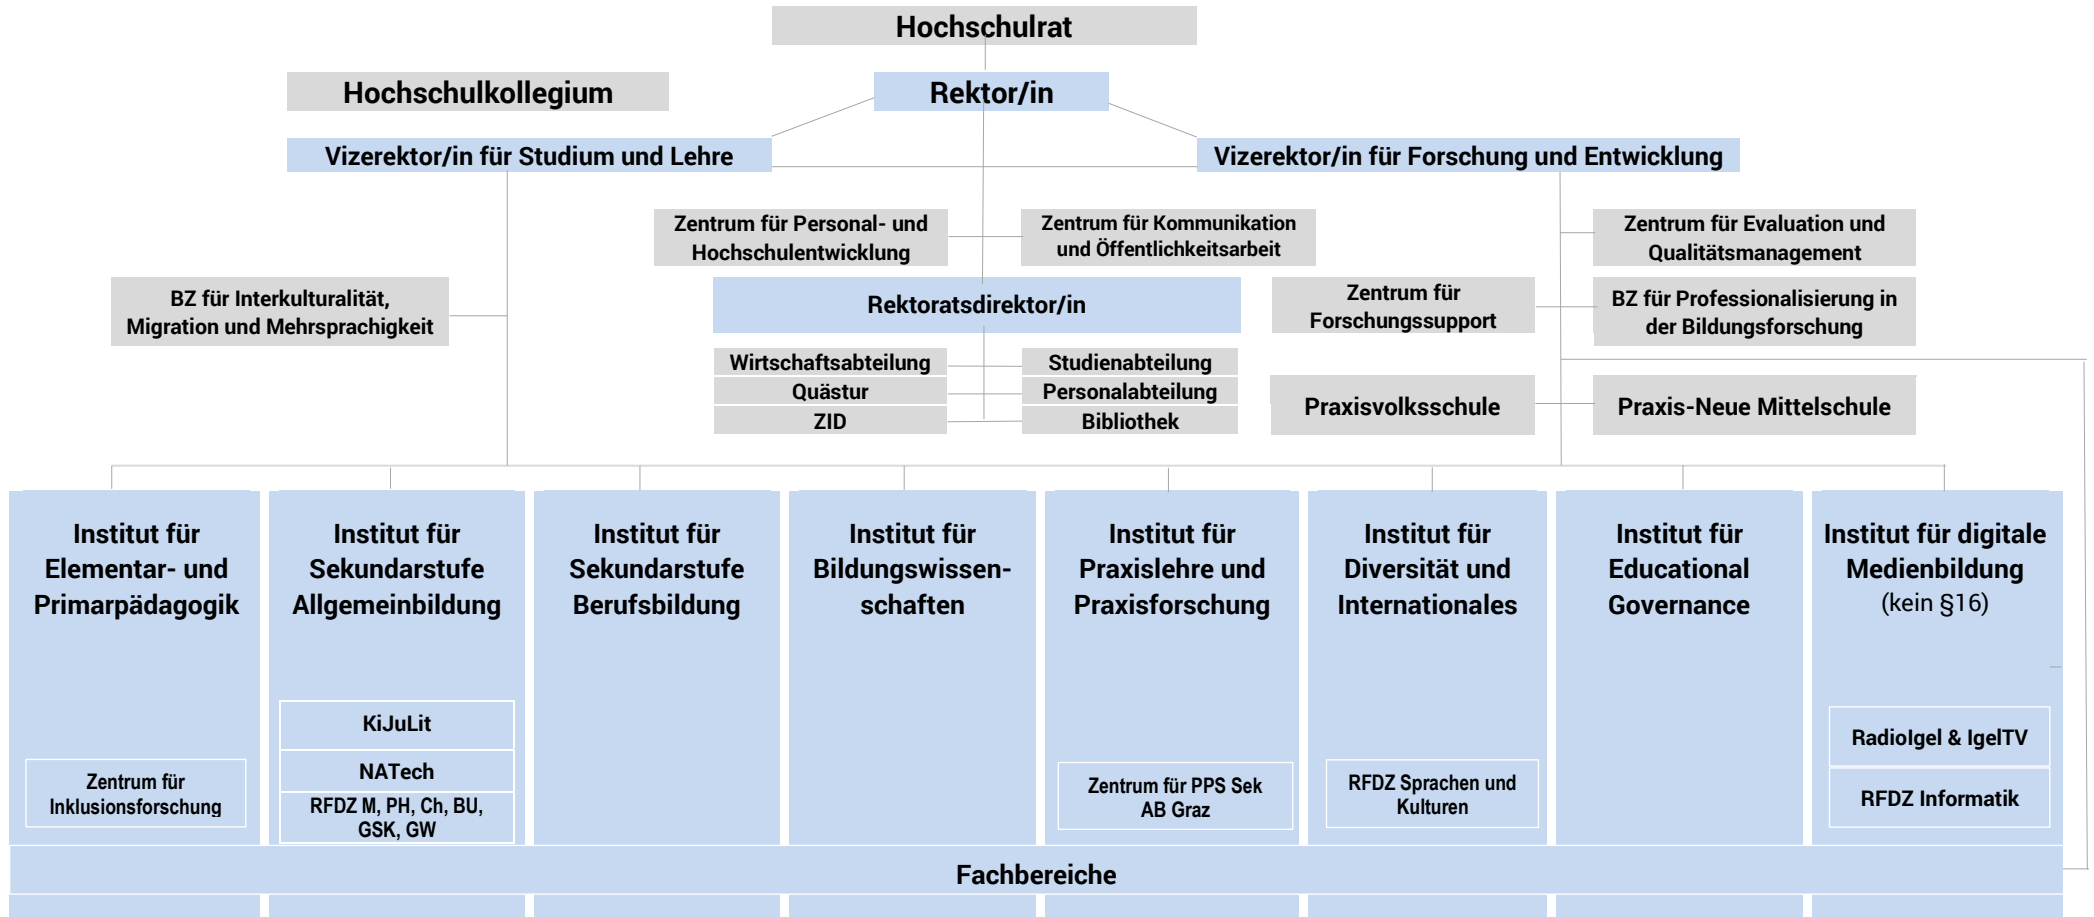 Hochschulrat
Hochschulkollegium
Rektor/in
Vizerektor/in für Studium und Lehre
Vizerektor/in für Forschung und Entwicklung
Zentrum für Personal- und
Hochschulentwicklung
Zentrum für Kommunikation
und Öffentlichkeitsarbeit
Zentrum für Evaluation und
Qualitätsmanagement
BZ für Interkulturalität,
Migration und Mehrsprachigkeit
Rektoratsdirektor/in
Zentrum für
Forschungssupport
BZ für Professionalisierung in
der Bildungsforschung
Wirtschaftsabteilung
Studienabteilung
Quästur
Personalabteilung
ZID
Bibliothek
Praxisvolksschule
Praxis-Neue Mittelschule
Institut für
Elementar- und
Primarpädagogik
Institut für
Sekundarstufe
Allgemeinbildung
Institut für
Sekundarstufe
Berufsbildung
Institut für
Bildungswissen-
schaften
Institut für
Praxislehre und
Praxisforschung
Institut für
Diversität und
Internationales
Institut für
Educational
Governance
Institut für digitale
Medienbildung
(kein §16)
Zentrum für
Inklusionsforschung
KiJuLit
NATech
RFDZ M, PH, Ch, BU,
GSK, GW
Zentrum für PPS Sek
AB Graz
RFDZ Sprachen und
Kulturen
RadioIgel & IgelTV
RFDZ Informatik
Fachbereiche